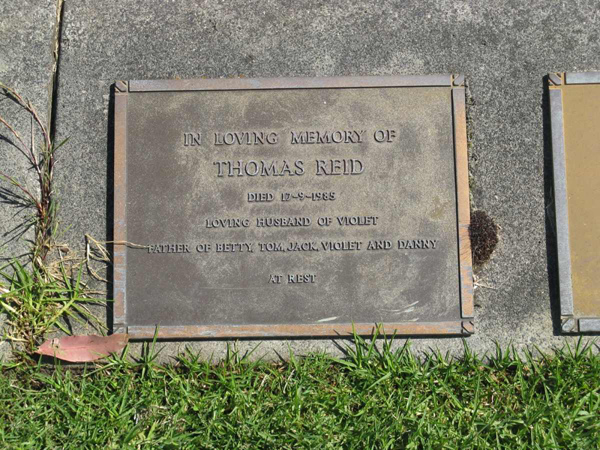 IN LOVING MEMORY OF
THOMAS REID
DIED 17-9-1985
LOVING HUSBAND OF VIOLET
FATHER OF BETTY, TOM, JACK, VIOLET AND DANNY
AT REST